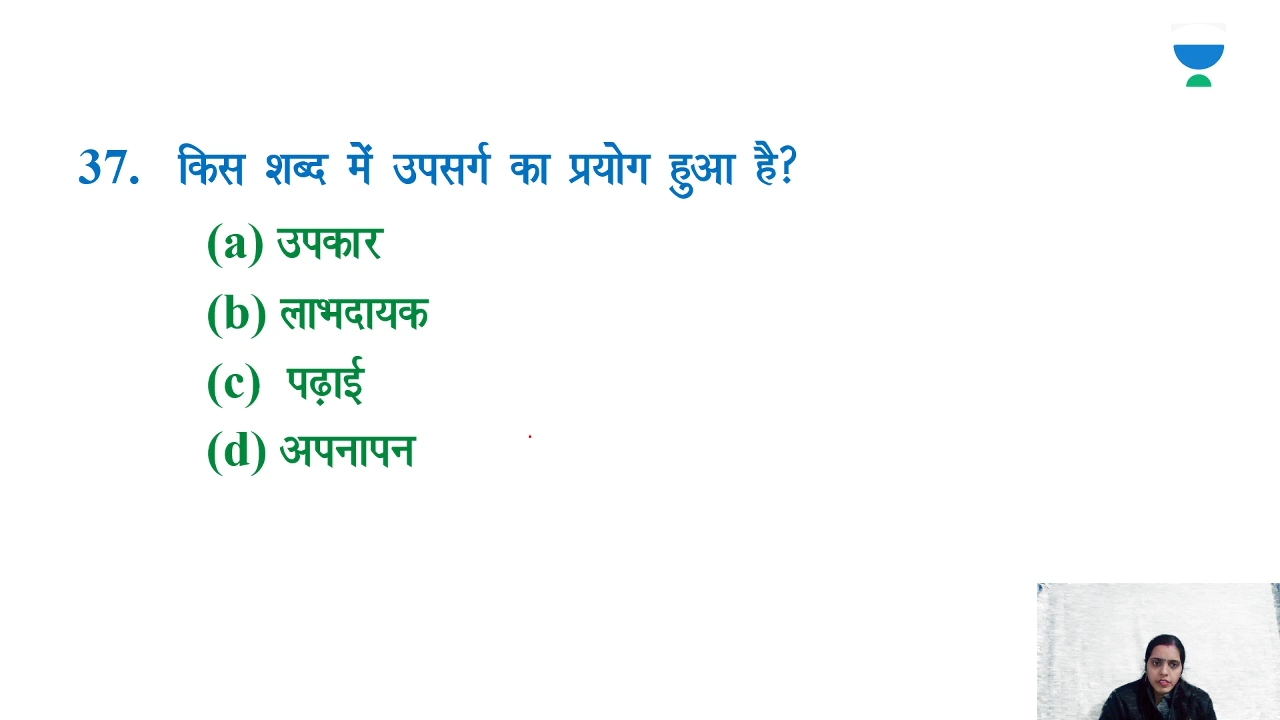 37. किस शब्द में उपसर्ग का प्रयोग हुआ है?
(a) उपकार
(b) लाभदायक
(c) पढ़ाई
(d) अपनापन